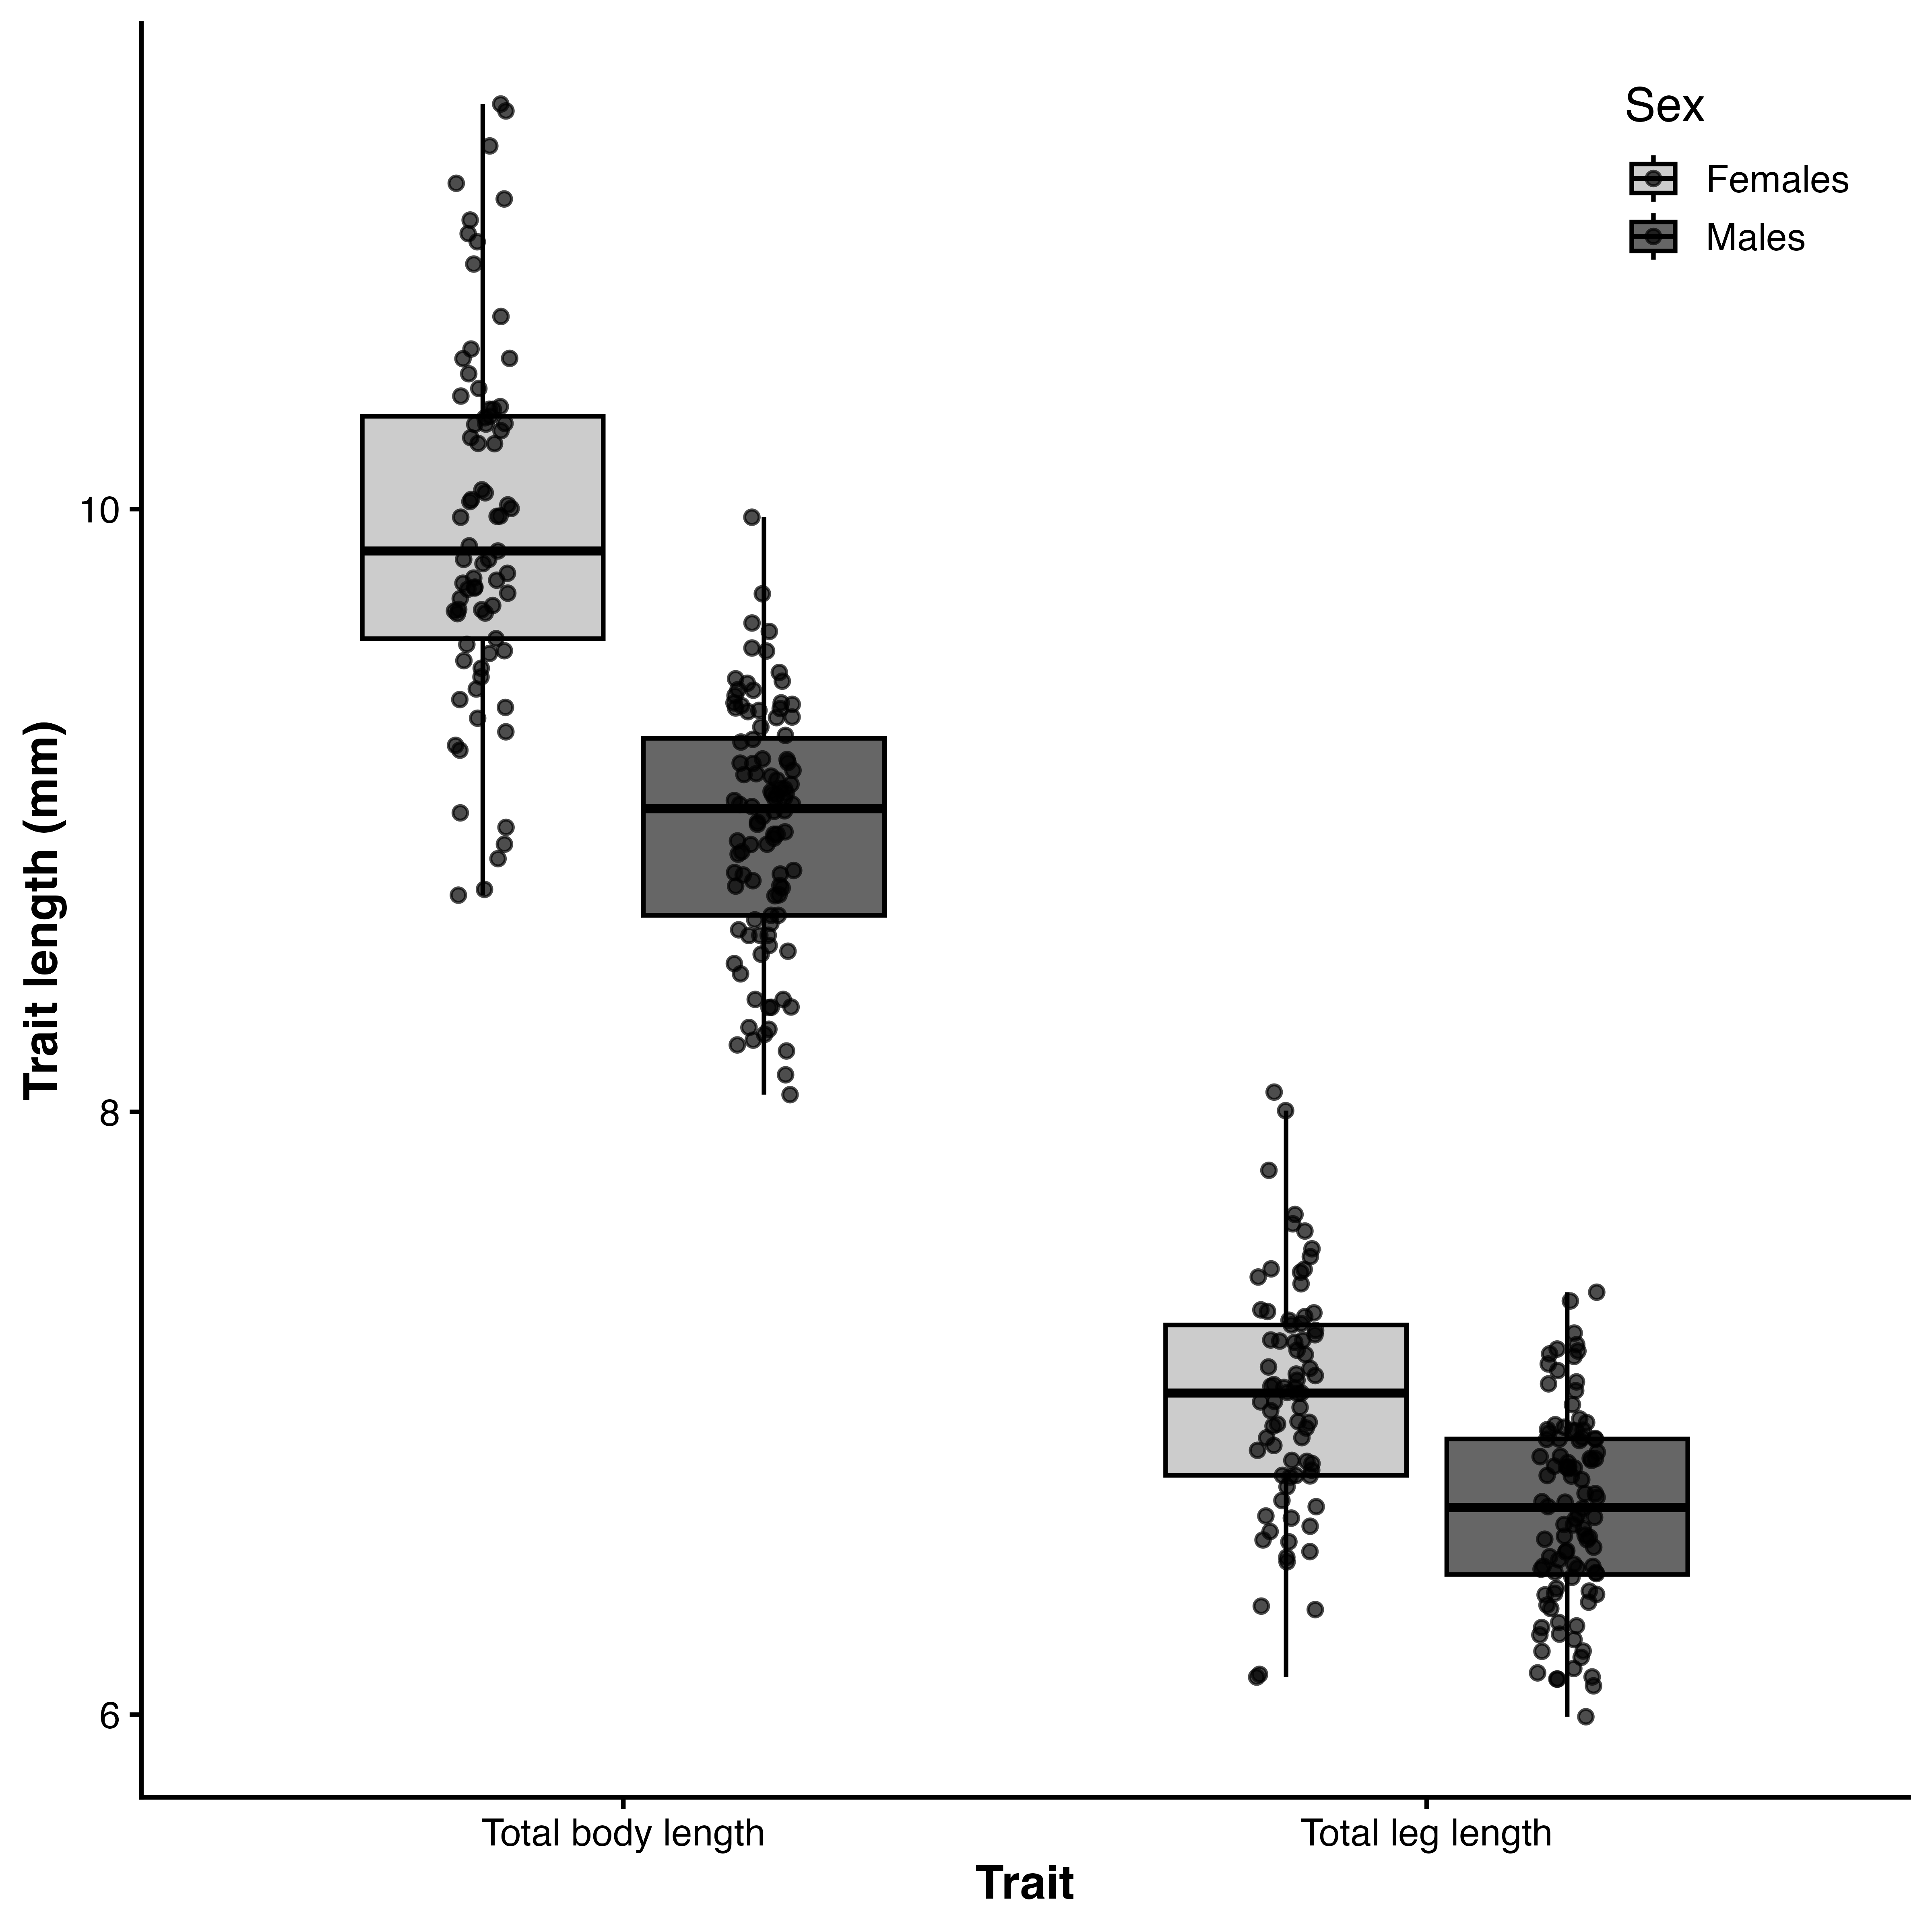 Sex
Females
Males
Trait length (mm)
10
8
6
Total body length
Total leg length
Trait